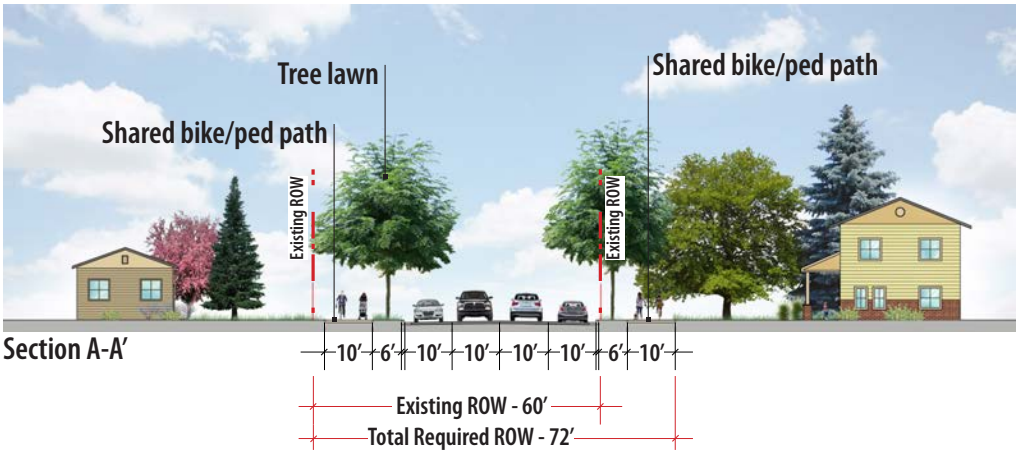 Tree lawn
Shared bike/ped path
Shared bike/ped path
Existing ROW
Existing ROW
Section A-A'
10' 6' 10' 10' 10' 10' 6' 10'
Existing ROW - 60'
Total Required ROW - 72'